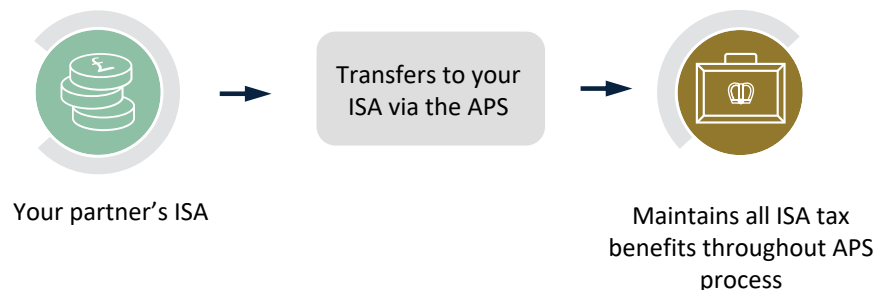 £
Transfers to your
ISA via the APS
Your partner’s ISA
Maintains all ISA tax
benefits throughout APS
process